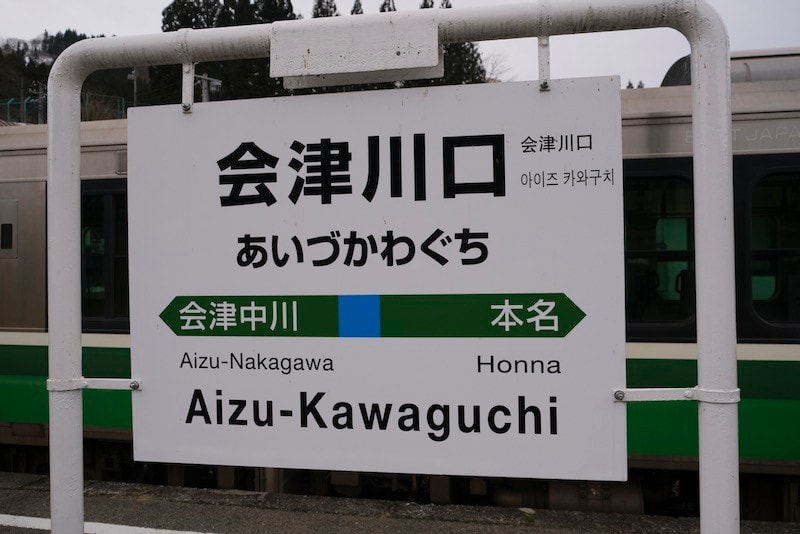 会津川口
会津川口
아이즈 카와구치
あいづかわぐち
会津中川
本名
Aizu-Nakagawa
Honna
Aizu-Kawaguchi